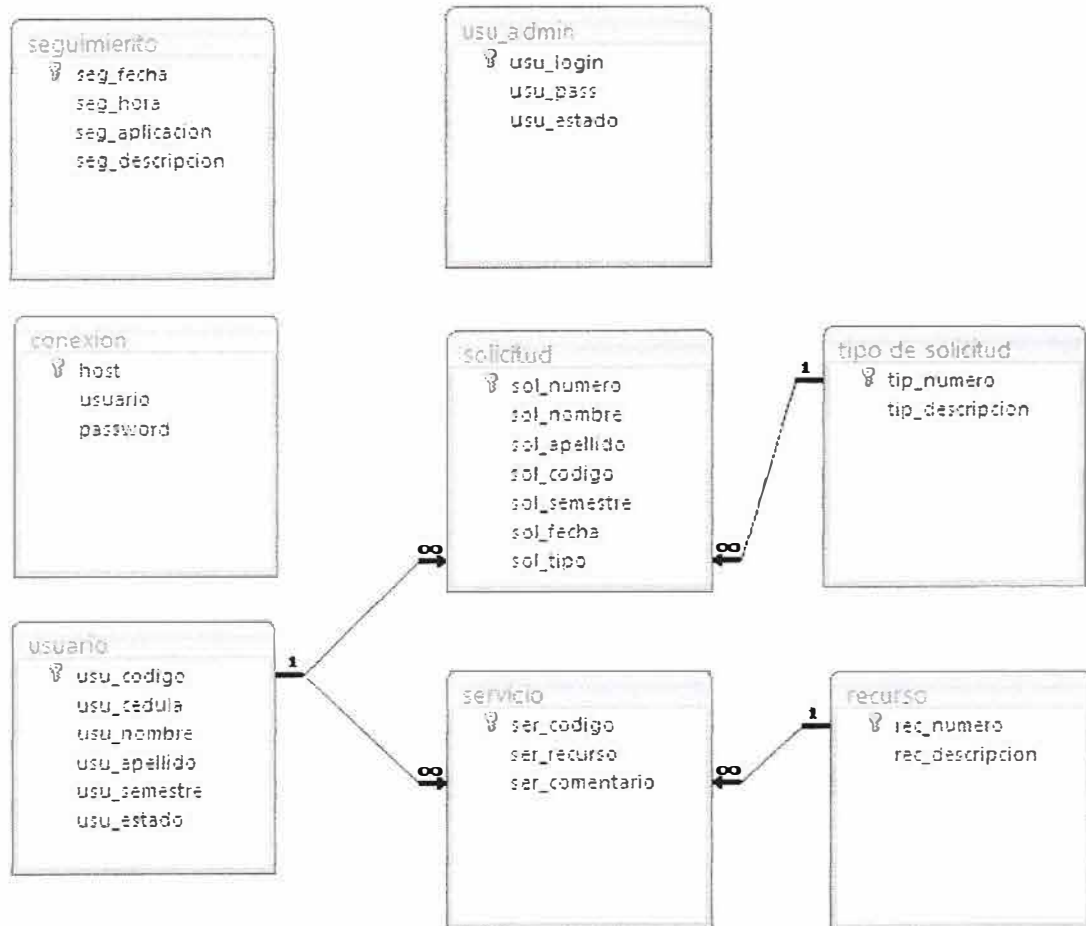 seguimiento
seg_fecha
seg_hora
seg_aplicacion
seg_descripcion
usu_admin
usu_login
usu_pass
usu_estado
conexion
host
usuario
password
solicitud
sol_numero
sol_nombre
sol_apellido
sol_codigo
sol_semestre
sol_fecha
sol_tipo
tipo de solicitud
tip_numero
tip_descripcion
1
∞
∞
usuario
usu_codigo
usu_cedula
usu_nombre
usu_apellido
usu_semestre
usu_estado
1
∞
servicio
ser_codigo
ser_recurso
ser_comentario
∞
1
recurso
rec_numero
rec_descripcion